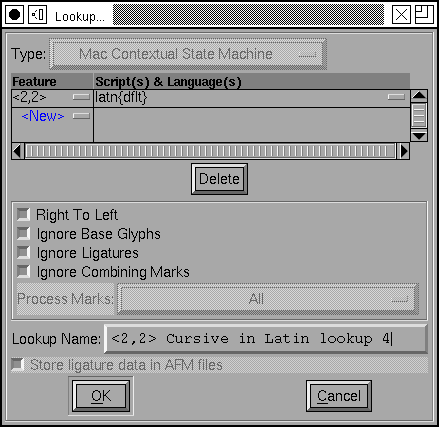 Lookup...
Type: Mac Contextual State Machine
Feature Script(s) & Language(s)
<2,2> latn{dflt}
<New>
Delete
Right To Left
Ignore Base Glyphs
Ignore Ligatures
Ignore Combining Marks
Process Marks: All
Lookup Name: <2,2> Cursive in Latin lookup 4
Store ligature data in AFM files
OK Cancel